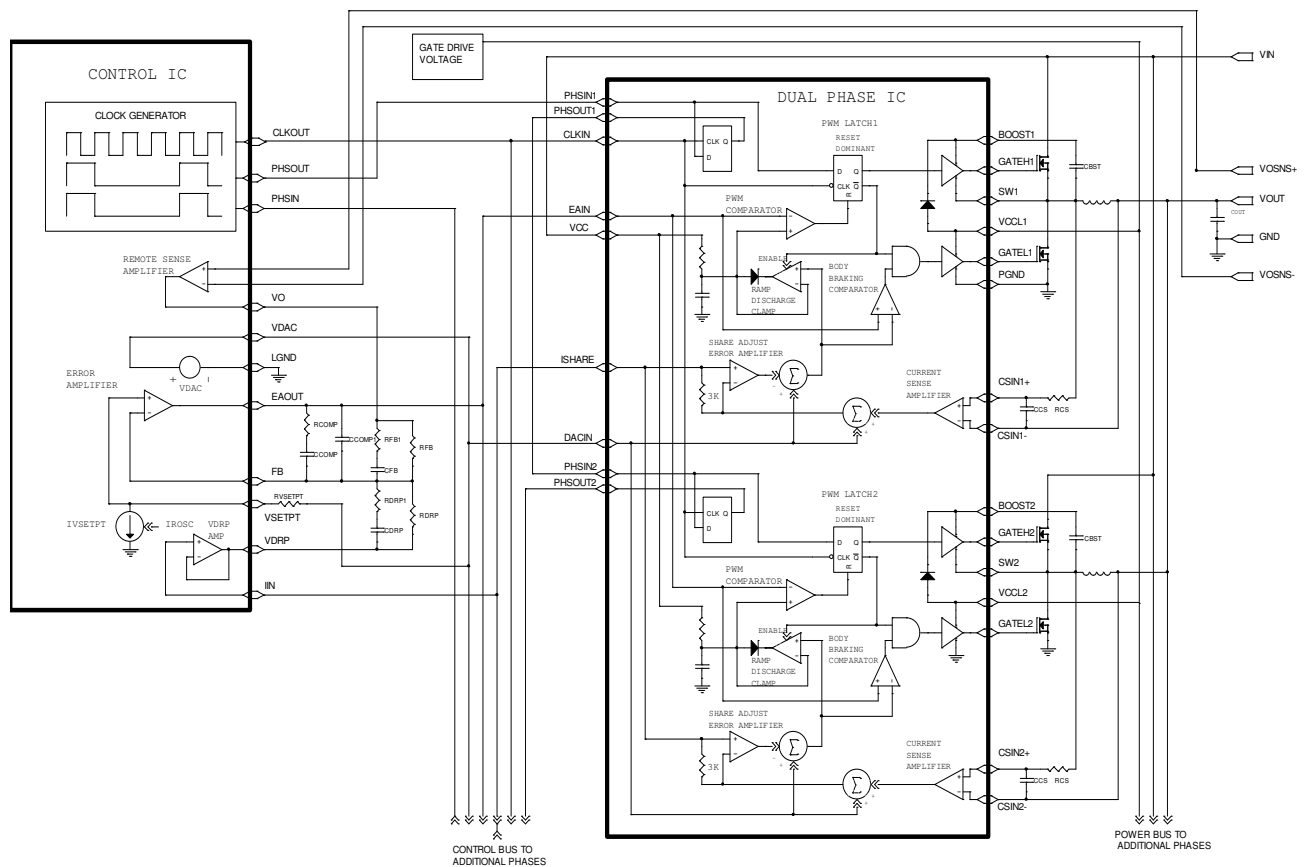 CONTROL IC
CLOCK GENERATOR
CLKOUT
PHSOUT
PHSIN
REMOTE SENSE
AMPLIFIER
+
-
VO
VDAC
LGND
+ -
VDAC
ERROR
AMPLIFIER
+
-
EAOUT
RCOMP
CCOMP
CCOMP1
RFB1
CFB
RFB
FB
RVSETPT
VSETPT
RDRP1
CDRP
RDRP
IVSETPT
IROSC
VDRP
AMP
+
-
VDRP
IIN
GATE DRIVE
VOLTAGE
CONTROL BUS TO
ADDITIONAL PHASES
DUAL PHASE IC
PHSIN1
PHSOUT1
CLKIN
EAIN
VCC
ISHARE
DACIN
PHSIN2
PHSOUT2
CLK Q
D
PWM LATCH1
RESET
DOMINANT
D Q
CLK Q
R
PWM
COMPARATOR
-
+
ENABLE
+
-
RAMP
DISCHARGE
CLAMP
BODY
BRAKING
COMPARATOR
+ -
SHARE ADJUST
ERROR AMPLIFIER
+
-
3K
Σ
- +
Σ
+ +
CURRENT
SENSE
AMPLIFIER
+
-
BOOST1
GATEH1
SW1
VCCL1
GATEL1
PGND
CBST
CSIN1+
CCS RCS
CSIN1-
CLK Q
D
PWM LATCH2
RESET
DOMINANT
D Q
CLK Q
R
PWM
COMPARATOR
-
+
ENABLE
+
-
RAMP
DISCHARGE
CLAMP
BODY
BRAKING
COMPARATOR
+ -
SHARE ADJUST
ERROR AMPLIFIER
+
-
3K
Σ
- +
Σ
+ +
CURRENT
SENSE
AMPLIFIER
+
-
BOOST2
GATEH2
SW2
VCCL2
GATEL2
CBST
CSIN2+
CCS RCS
CSIN2-
VIN
VOSNS+
VOUT
COUT
GND
VOSNS-
POWER BUS TO
ADDITIONAL PHASES